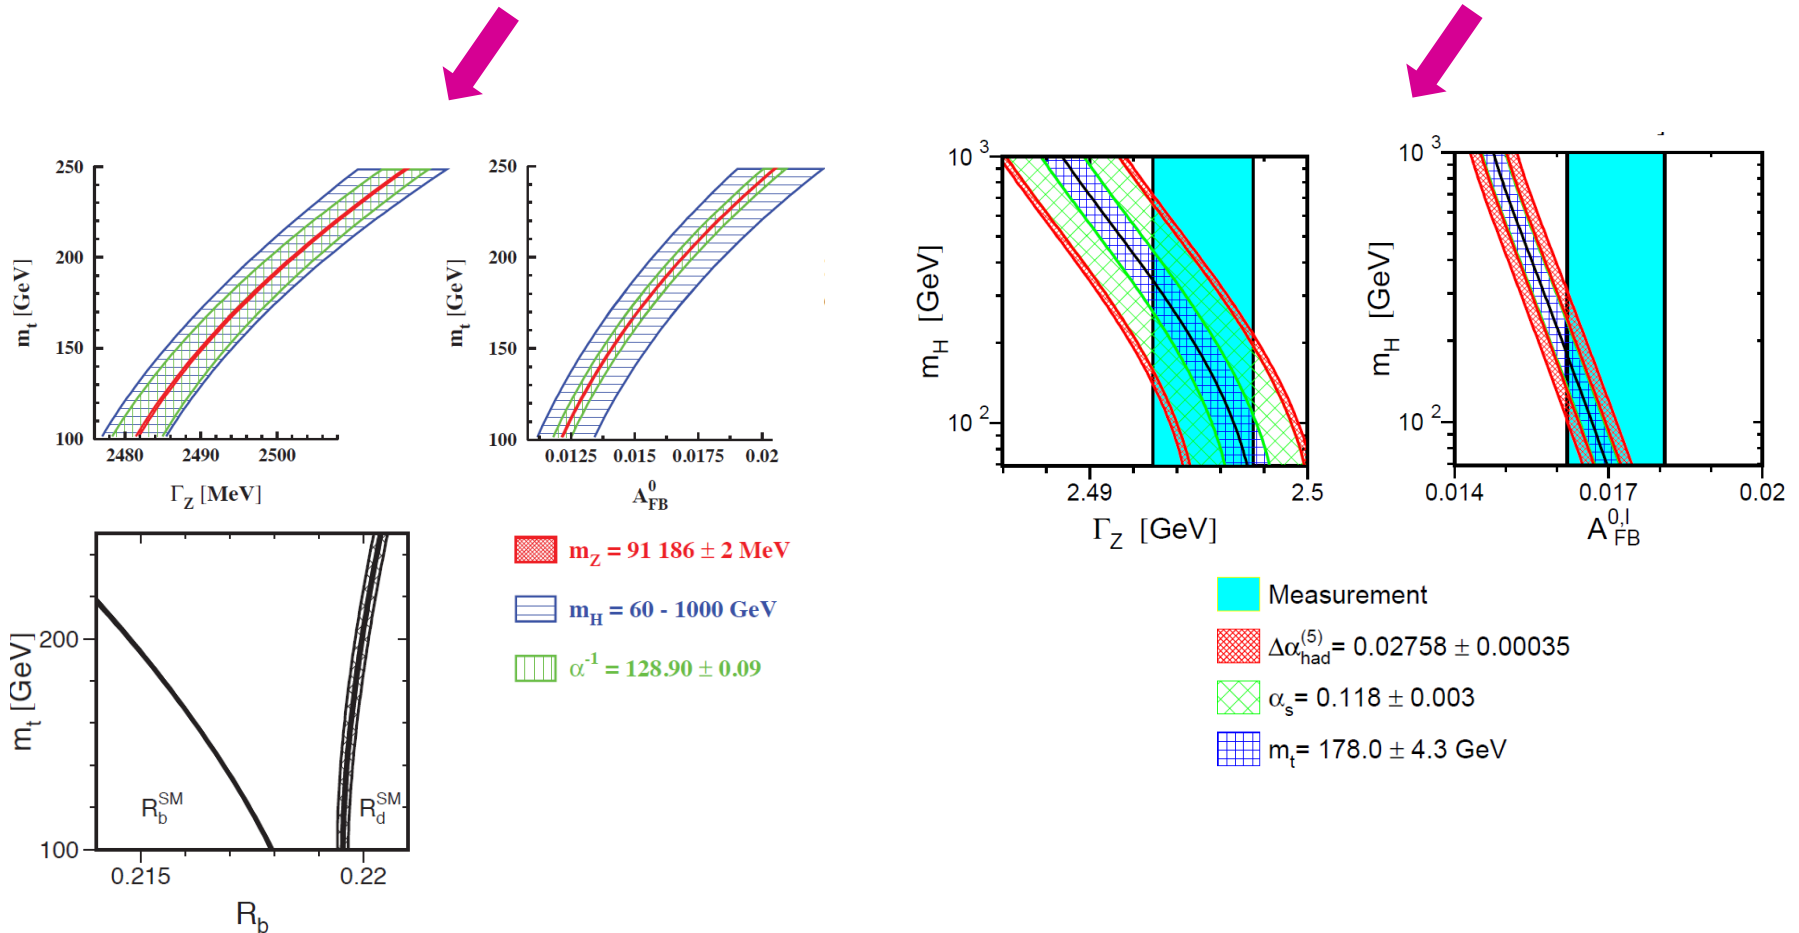 250
200
150
100
m_t [GeV]
2480 2490 2500
Γ_Z [MeV]
250
200
150
100
m_t [GeV]
0.0125 0.015 0.0175 0.02
A^0_FB
10^3
10^2
m_H [GeV]
2.49 2.5
Γ_Z [GeV]
10^3
10^2
m_H [GeV]
0.014 0.017 0.02
A^0,l_FB
200
100
m_t [GeV]
R_b^SM
R_d^SM
0.215 0.22
R_b
m_Z = 91 186 ± 2 MeV
m_H = 60 - 1000 GeV
α^-1 = 128.90 ± 0.09
Measurement
Δα^(5)_had= 0.02758 ± 0.00035
α_s= 0.118 ± 0.003
m_t= 178.0 ± 4.3 GeV